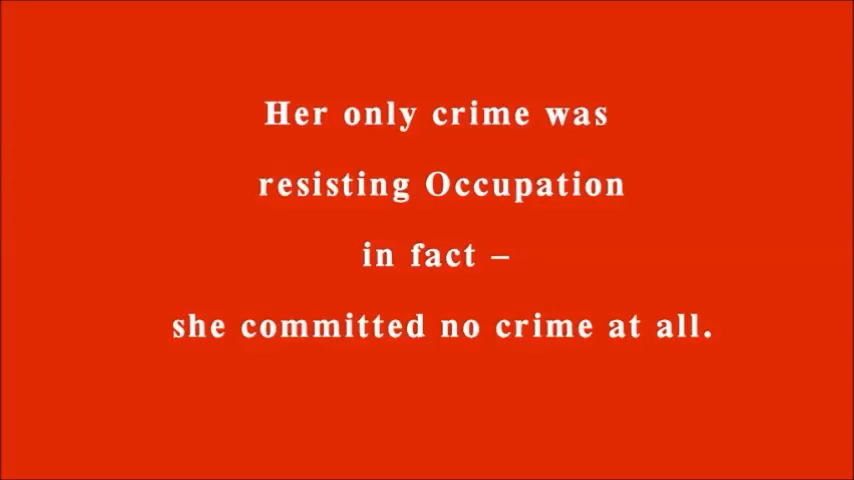 Her only crime was
resisting Occupation
in fact –
she committed no crime at all.